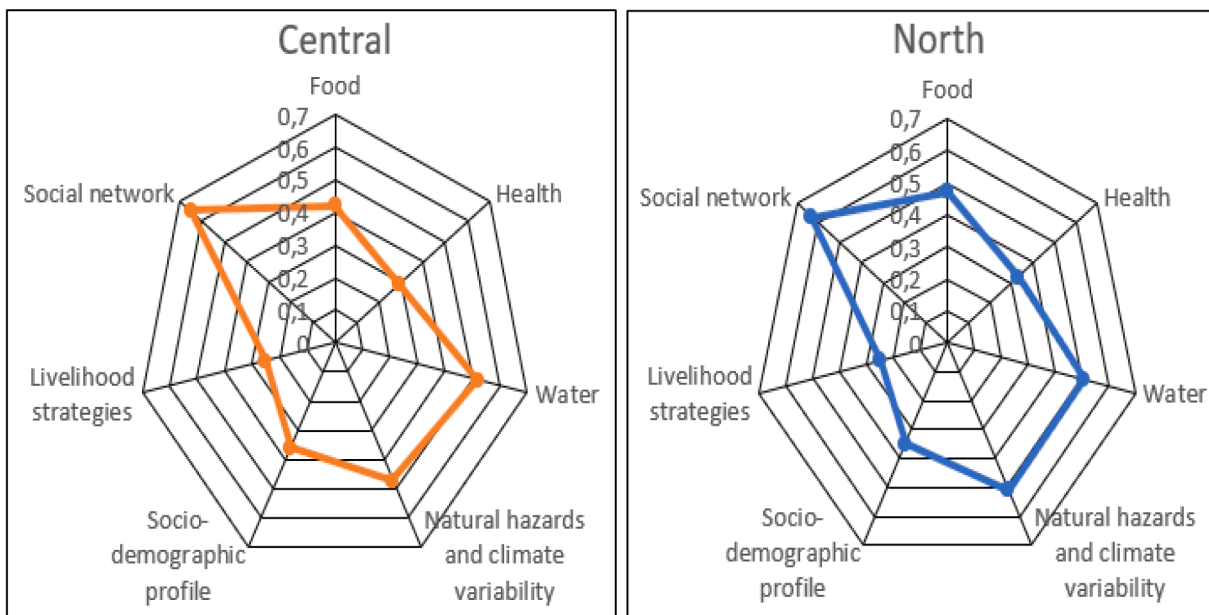 Central
Food
0,7
0,6
0,5
0,4
0,3
0,2
0,1
0
Social network
Health
Livelihood
strategies
Water
Socio-
demographic
profile
Natural hazards
and climate
variability
North
Food
0,7
0,6
0,5
0,4
0,3
0,2
0,1
0
Social network
Health
Livelihood
strategies
Water
Socio-
demographic
profile
Natural hazards
and climate
variability